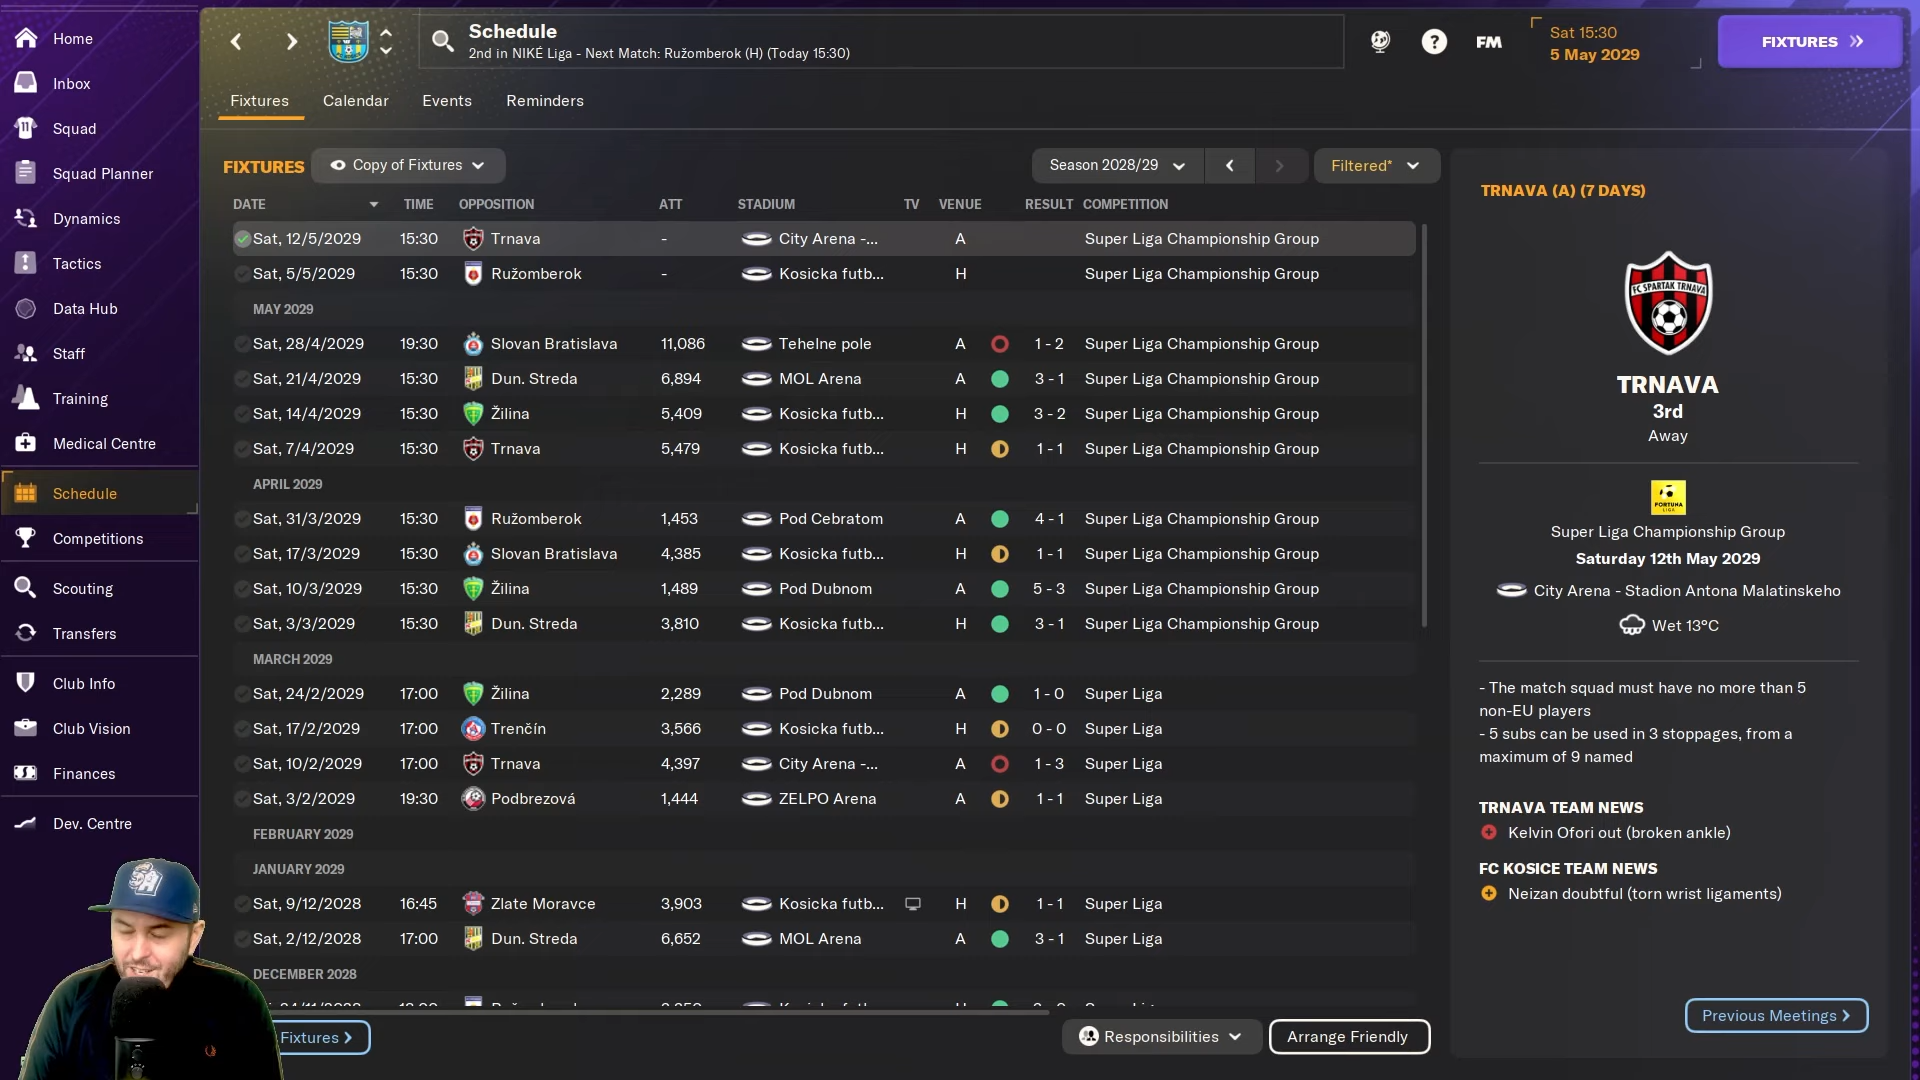 Home
Inbox
Squad
Squad Planner
Dynamics
Tactics
Data Hub
Staff
Training
Medical Centre
Schedule
Competitions
Scouting
Transfers
Club Info
Club Vision
Finances
Dev. Centre
Schedule
2nd in NIKÉ Liga - Next Match: Ružomberok (H) (Today 15:30)
?
FM
Sat 15:30
5 May 2029
FIXTURES
Fixtures Calendar Events Reminders
FIXTURES Copy of Fixtures Season 2028/29 Filtered*
DATE TIME OPPOSITION ATT STADIUM TV VENUE RESULT COMPETITION
Sat, 12/5/2029 15:30 Trnava - City Arena -... A Super Liga Championship Group
Sat, 5/5/2029 15:30 Ružomberok - Kosicka futb... H Super Liga Championship Group
MAY 2029
Sat, 28/4/2029 19:30 Slovan Bratislava 11,086 Tehelne pole A 1 - 2 Super Liga Championship Group
Sat, 21/4/2029 15:30 Dun. Streda 6,894 MOL Arena A 3 - 1 Super Liga Championship Group
Sat, 14/4/2029 15:30 Žilina 5,409 Kosicka futb... H 3 - 2 Super Liga Championship Group
Sat, 7/4/2029 15:30 Trnava 5,479 Kosicka futb... H 1 - 1 Super Liga Championship Group
APRIL 2029
Sat, 31/3/2029 15:30 Ružomberok 1,453 Pod Cebratom A 4 - 1 Super Liga Championship Group
Sat, 17/3/2029 15:30 Slovan Bratislava 4,385 Kosicka futb... H 1 - 1 Super Liga Championship Group
Sat, 10/3/2029 15:30 Žilina 1,489 Pod Dubnom A 5 - 3 Super Liga Championship Group
Sat, 3/3/2029 15:30 Dun. Streda 3,810 Kosicka futb... H 3 - 1 Super Liga Championship Group
MARCH 2029
Sat, 24/2/2029 17:00 Žilina 2,289 Pod Dubnom A 1 - 0 Super Liga
Sat, 17/2/2029 17:00 Trenčín 3,566 Kosicka futb... H 0 - 0 Super Liga
Sat, 10/2/2029 17:00 Trnava 4,397 City Arena -... A 1 - 3 Super Liga
Sat, 3/2/2029 19:30 Podbrezová 1,444 ZELPO Arena A 1 - 1 Super Liga
FEBRUARY 2029
JANUARY 2029
Sat, 9/12/2028 16:45 Zlate Moravce 3,903 Kosicka futb... H 1 - 1 Super Liga
Sat, 2/12/2028 17:00 Dun. Streda 6,652 MOL Arena A 3 - 1 Super Liga
DECEMBER 2028
Fixtures
Responsibilities
Arrange Friendly
TRNAVA (A) (7 DAYS)
FC SPARTAK TRNAVA
TRNAVA
3rd
Away
FORTUNA
LIGA
Super Liga Championship Group
Saturday 12th May 2029
City Arena - Stadion Antona Malatinskeho
Wet 13°C
- The match squad must have no more than 5
non-EU players
- 5 subs can be used in 3 stoppages, from a
maximum of 9 named
TRNAVA TEAM NEWS
Kelvin Ofori out (broken ankle)
FC KOSICE TEAM NEWS
Neizan doubtful (torn wrist ligaments)
Previous Meetings